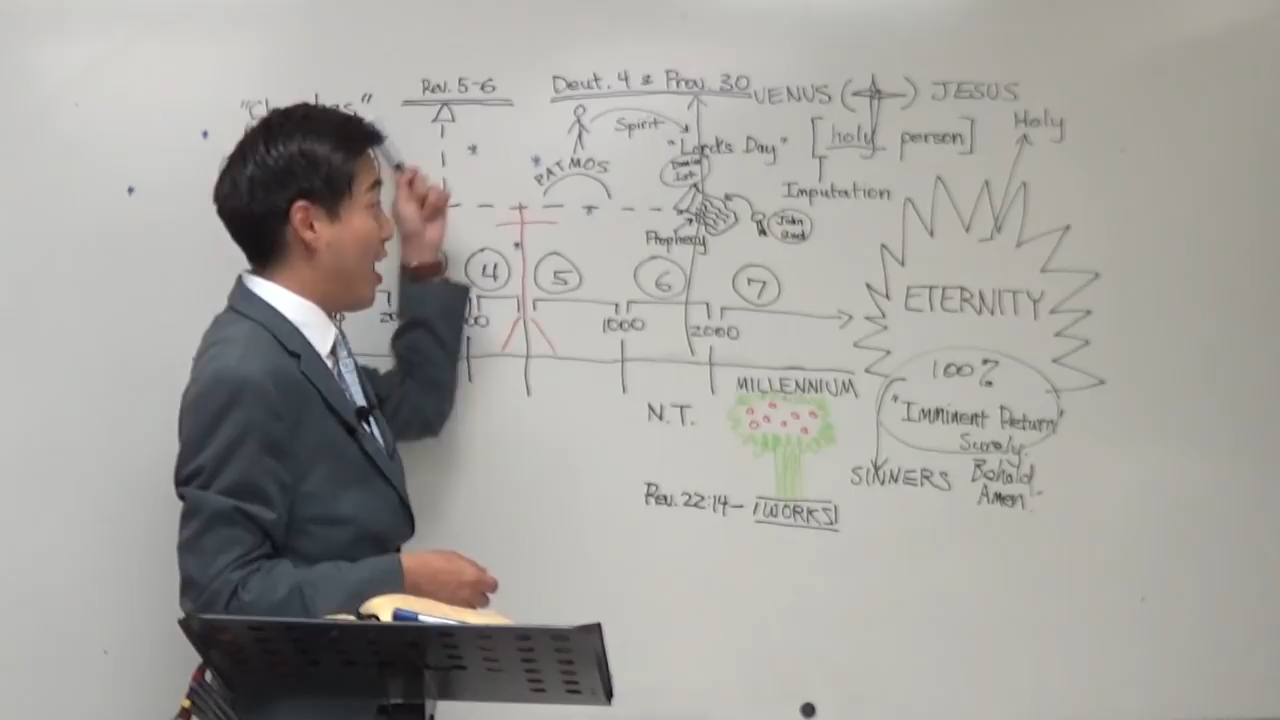 Rev. 5-6
Deut. 4 & Prov. 30
VENUS ( ) JESUS
Holy
Spirit
"Lord's Day"
[holy person]
PATMOS
Imputation
Prophecy
John
4 5 6 7
ETERNITY
1000
2000
100%
MILLENNIUM
"Imminent Return"
N.T.
Surely
SINNERS
Behold
Amen.
Rev. 22:14- WORKS